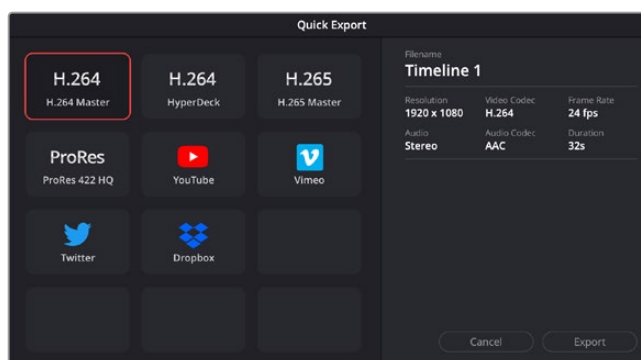 Quick Export
H.264
H.264 Master
H.264
HyperDeck
H.265
H.265 Master
ProRes
ProRes 422 HQ
YouTube
Vimeo
Twitter
Dropbox
Filename
Timeline 1
Resolution
1920 x 1080
Video Codec
H.264
Frame Rate
24 fps
Audio
Stereo
Audio Codec
AAC
Duration
32s
Cancel
Export